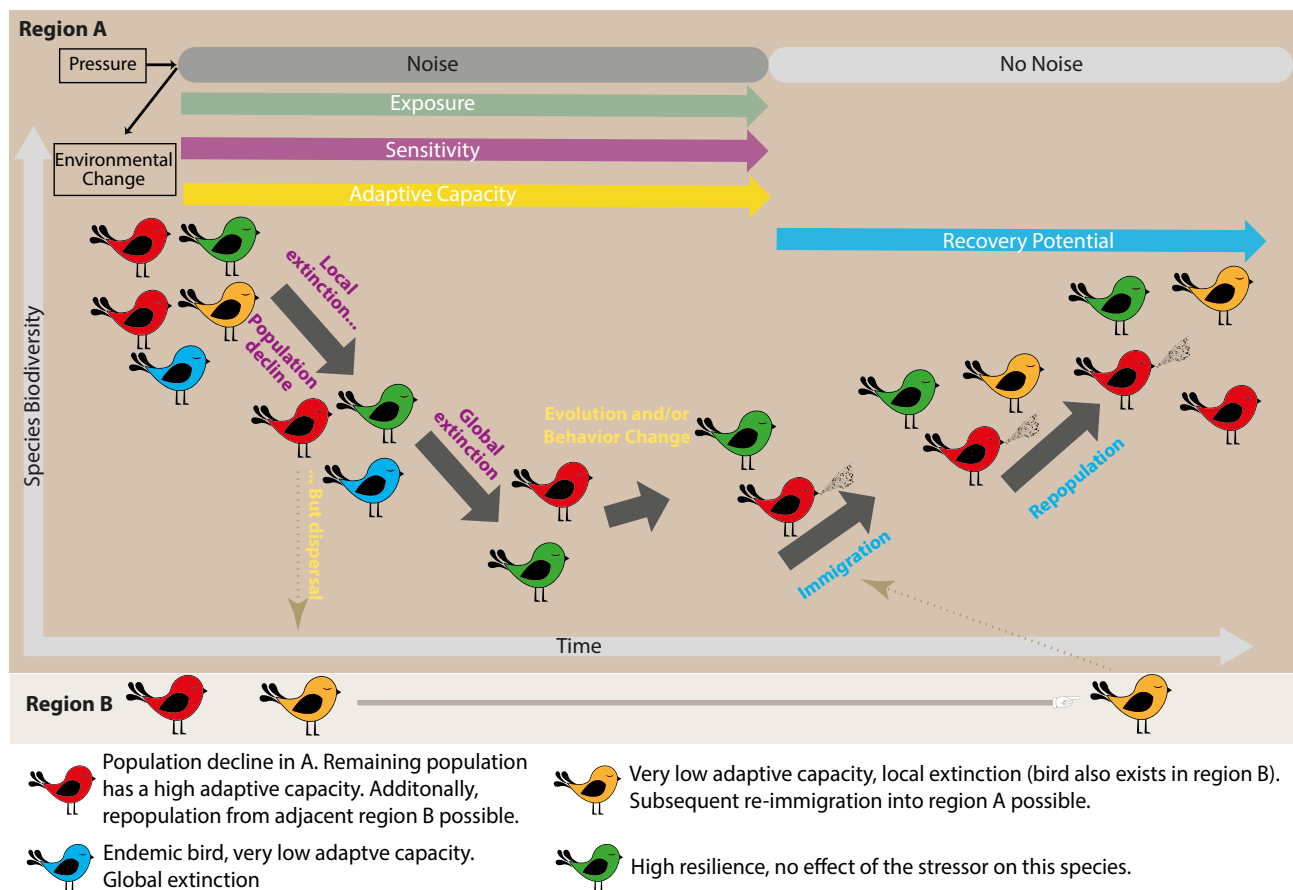 Region A
Pressure
Noise
No Noise
Exposure
Environmental
Change
Sensitivity
Adaptive Capacity
Recovery Potential
Species Biodiversity
Local
extinction...
Population
decline
... But dispersal
Global
extinction
Evolution and/or
Behavior Change
Immigration
Repopulation
Time
Region B
Population decline in A. Remaining population
has a high adaptive capacity. Additonally,
repopulation from adjacent region B possible.
Very low adaptive capacity, local extinction (bird also exists in region B).
Subsequent re-immigration into region A possible.
Endemic bird, very low adaptve capacity.
Global extinction
High resilience, no effect of the stressor on this species.